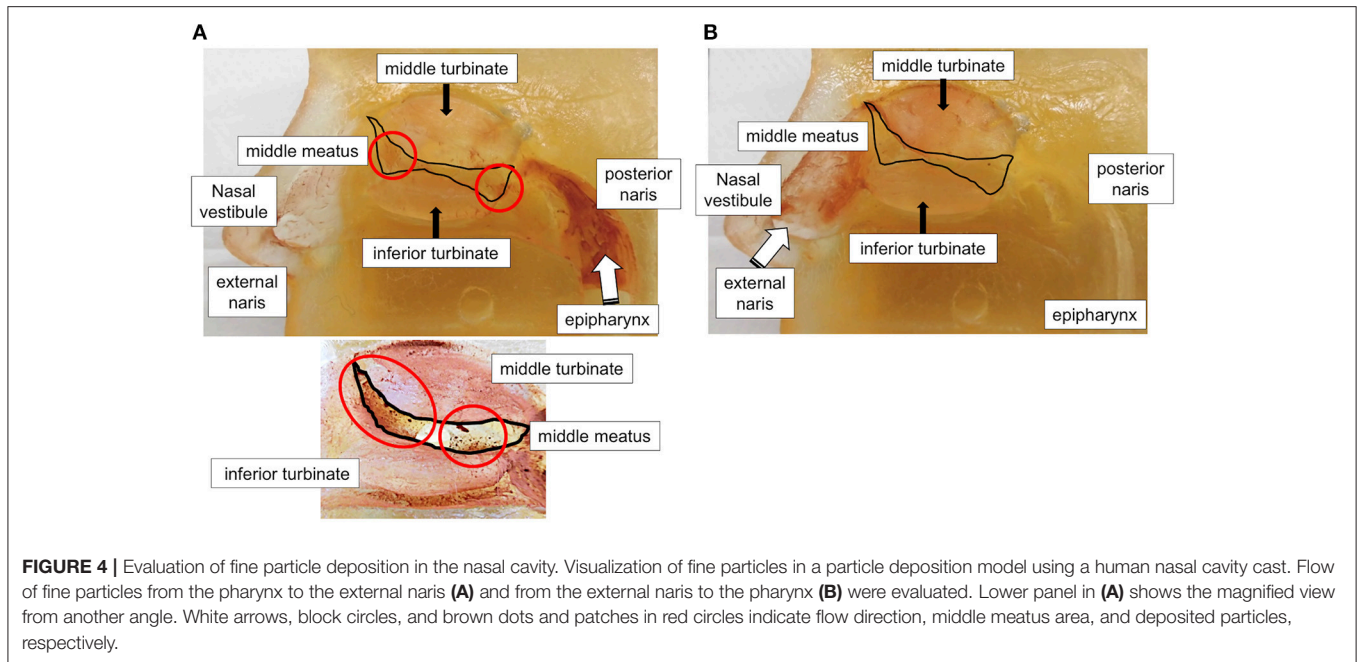 A
middle turbinate
middle meatus
Nasal
vestibule
external
naris
inferior turbinate
posterior
naris
epipharynx
middle turbinate
middle meatus
inferior turbinate
B
middle turbinate
middle meatus
Nasal
vestibule
external
naris
inferior turbinate
posterior
naris
epipharynx
FIGURE 4 | Evaluation of fine particle deposition in the nasal cavity. Visualization of fine particles in a particle deposition model using a human nasal cavity cast. Flow
of fine particles from the pharynx to the external naris (A) and from the external naris to the pharynx (B) were evaluated. Lower panel in (A) shows the magnified view
from another angle. White arrows, block circles, and brown dots and patches in red circles indicate flow direction, middle meatus area, and deposited particles,
respectively.